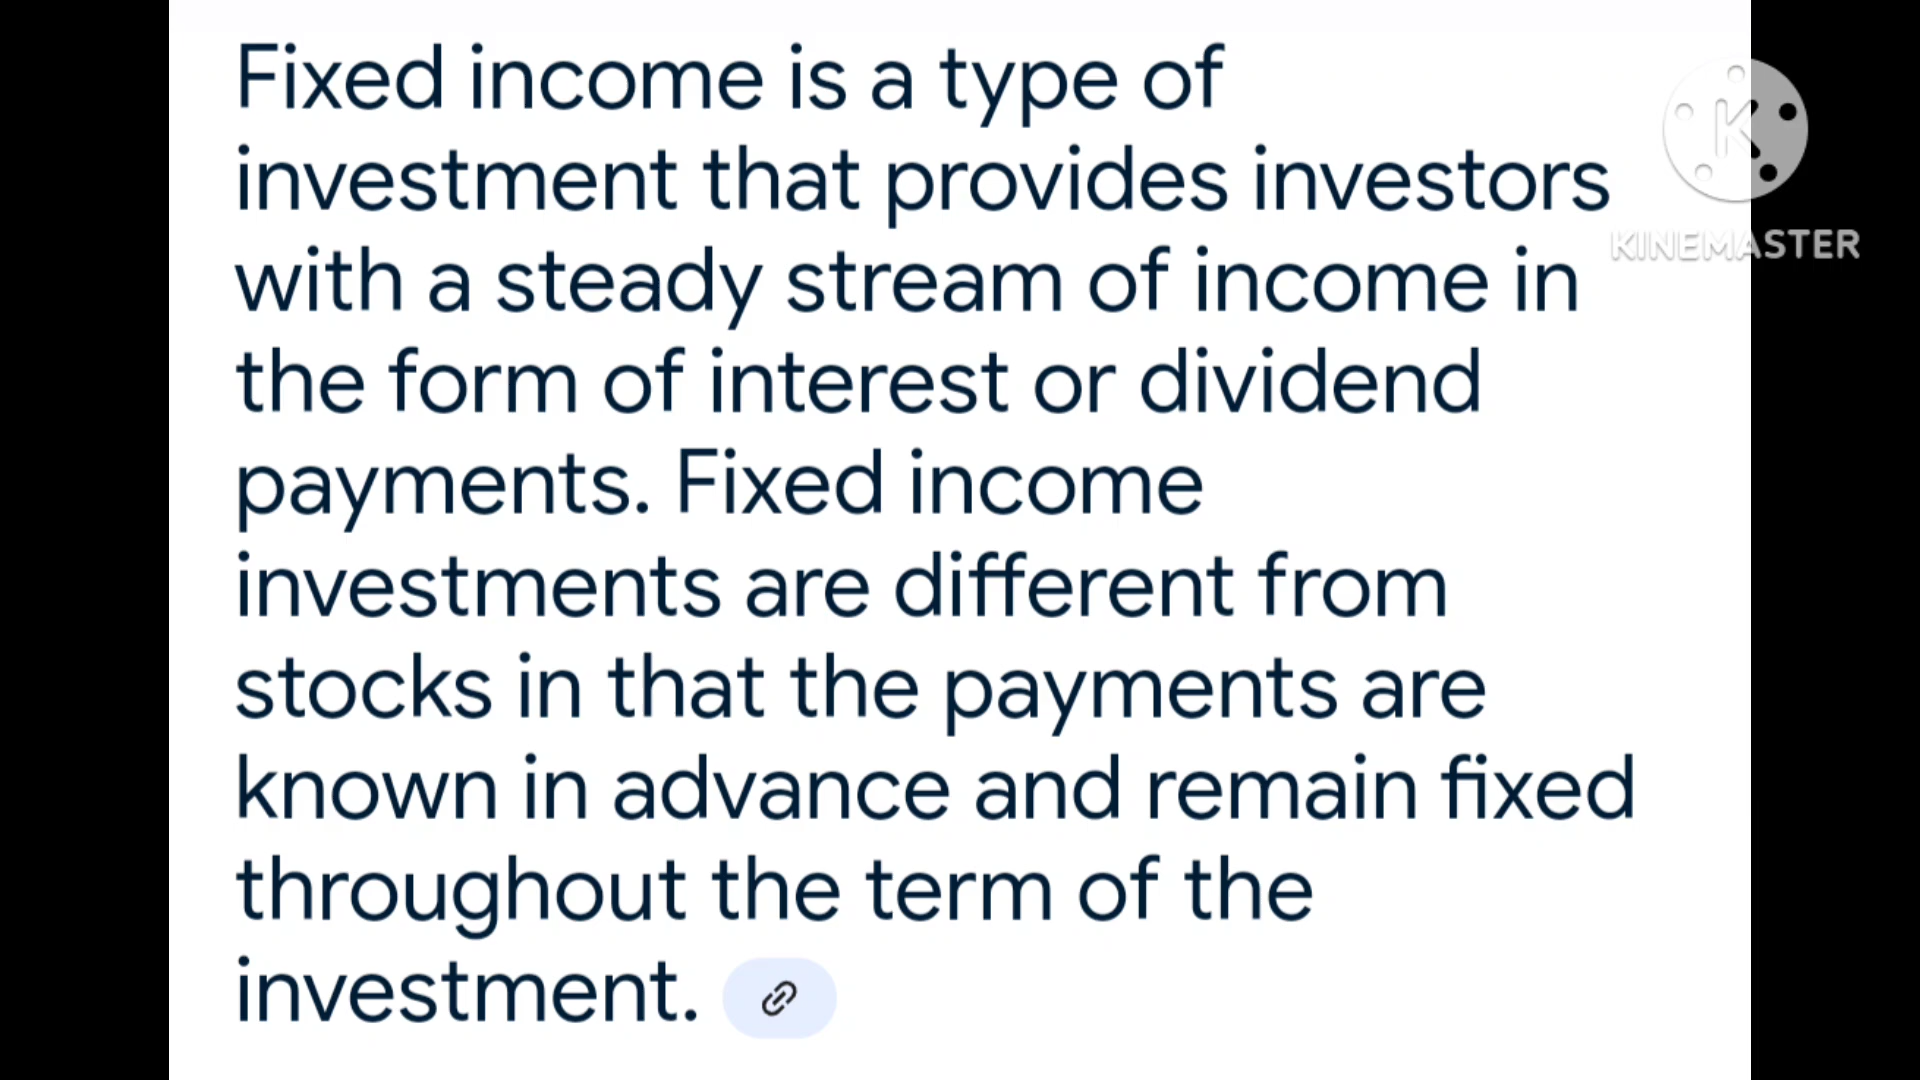 Fixed income is a type of
investment that provides investors
with a steady stream of income in
the form of interest or dividend
payments. Fixed income
investments are different from
stocks in that the payments are
known in advance and remain fixed
throughout the term of the
investment.
K
KINEMASTER